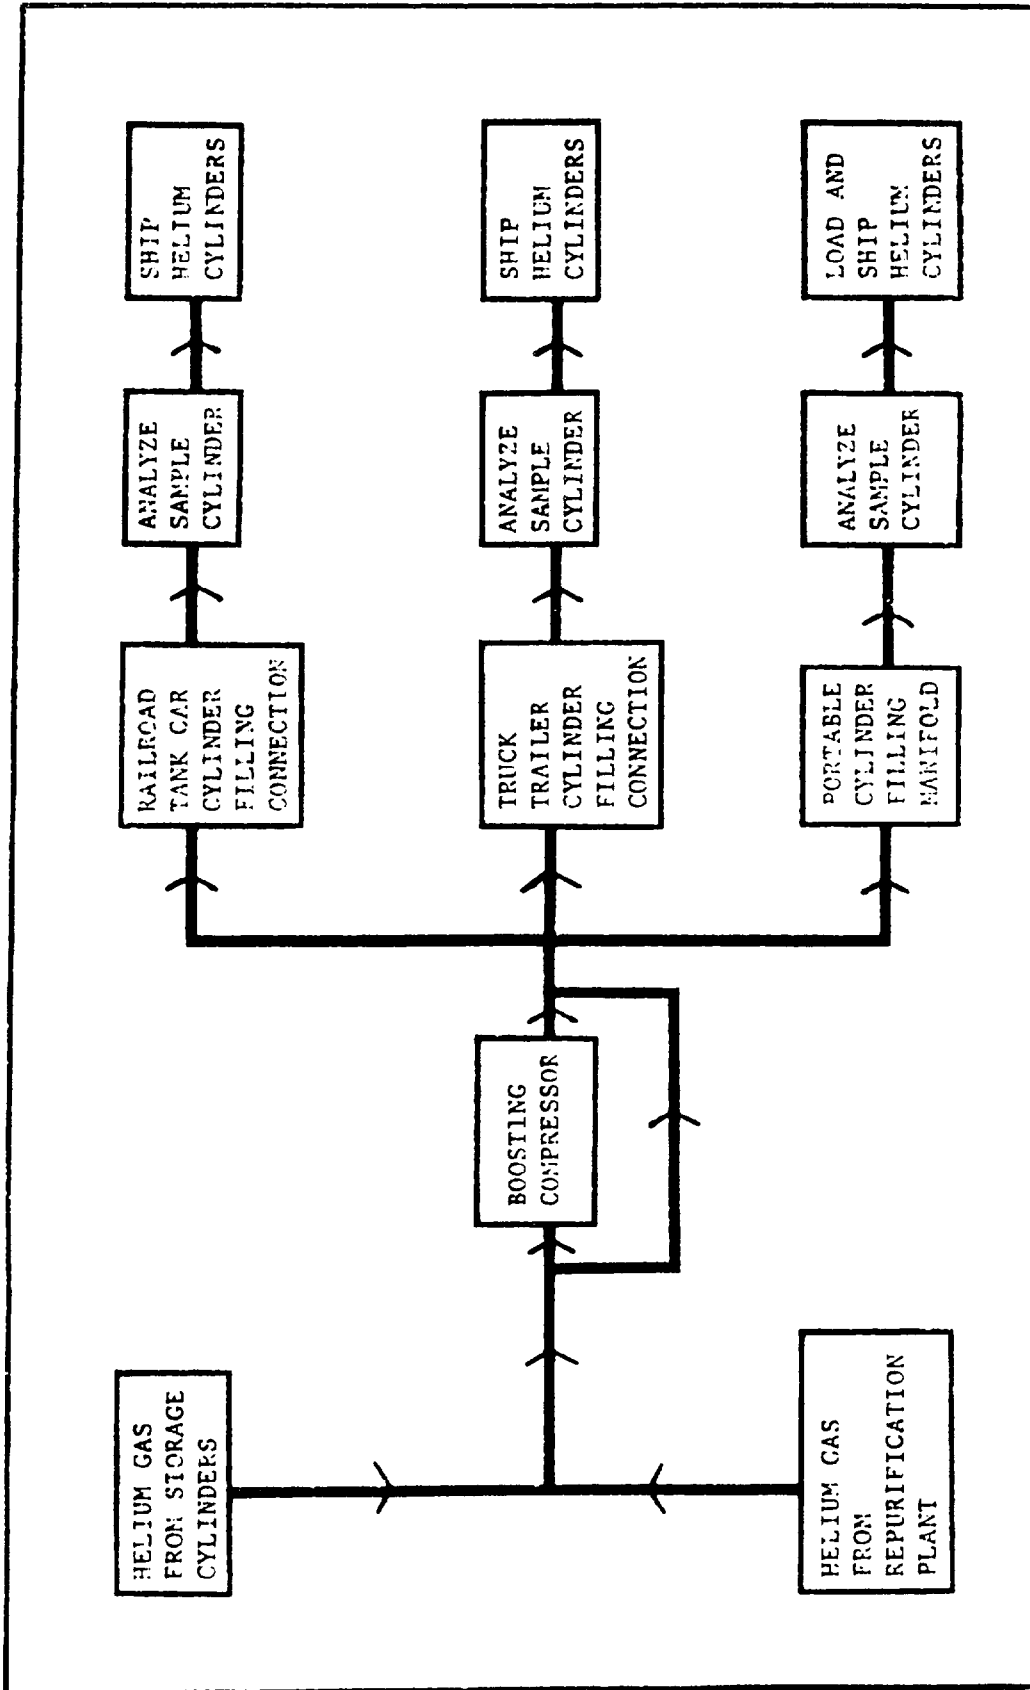 HELIUM GAS
FROM STORAGE
CYLINDERS
HELIUM GAS
FROM
REPURIFICATION
PLANT
BOOSTING
COMPRESSOR
RAILROAD
TANK CAR
CYLINDER
FILLING
CONNECTION
ANALYZE
SAMPLE
CYLINDER
SHIP
HELIUM
CYLINDERS
TRUCK
TRAILER
CYLINDER
FILLING
CONNECTION
ANALYZE
SAMPLE
CYLINDER
SHIP
HELIUM
CYLINDERS
PORTABLE
CYLINDER
FILLING
MANIFOLD
ANALYZE
SAMPLE
CYLINDER
LOAD AND
SHIP
HELIUM
CYLINDERS